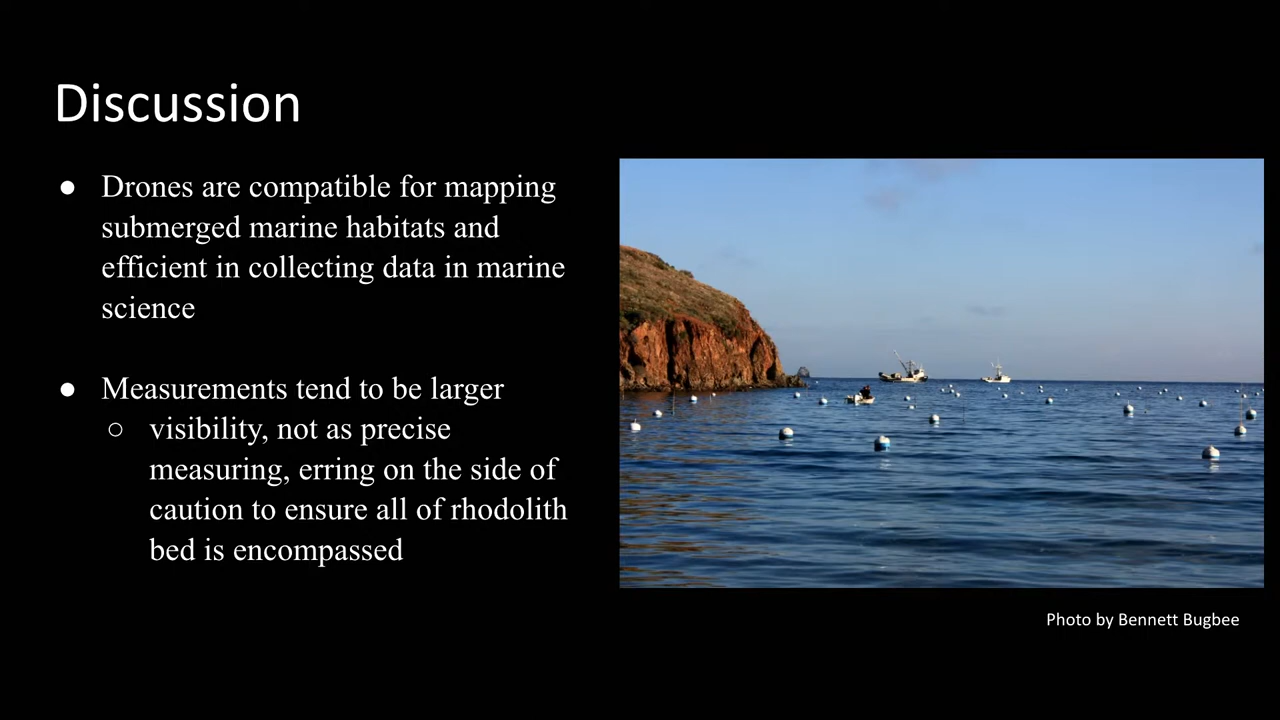 Discussion
● Drones are compatible for mapping
submerged marine habitats and
efficient in collecting data in marine
science
● Measurements tend to be larger
○ visibility, not as precise
measuring, erring on the side of
caution to ensure all of rhodolith
bed is encompassed
Photo by Bennett Bugbee